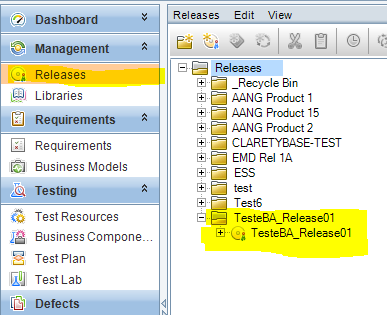 Dashboard
Management
Releases
Libraries
Requirements
Requirements
Business Models
Testing
Test Resources
Business Compone...
Test Plan
Test Lab
Defects
Releases Edit View
Releases
_Recycle Bin
AANG Product 1
AANG Product 15
AANG Product 2
CLARETYBASE-TEST
EMD Rel 1A
ESS
test
Test6
TesteBA_Release01
TesteBA_Release01